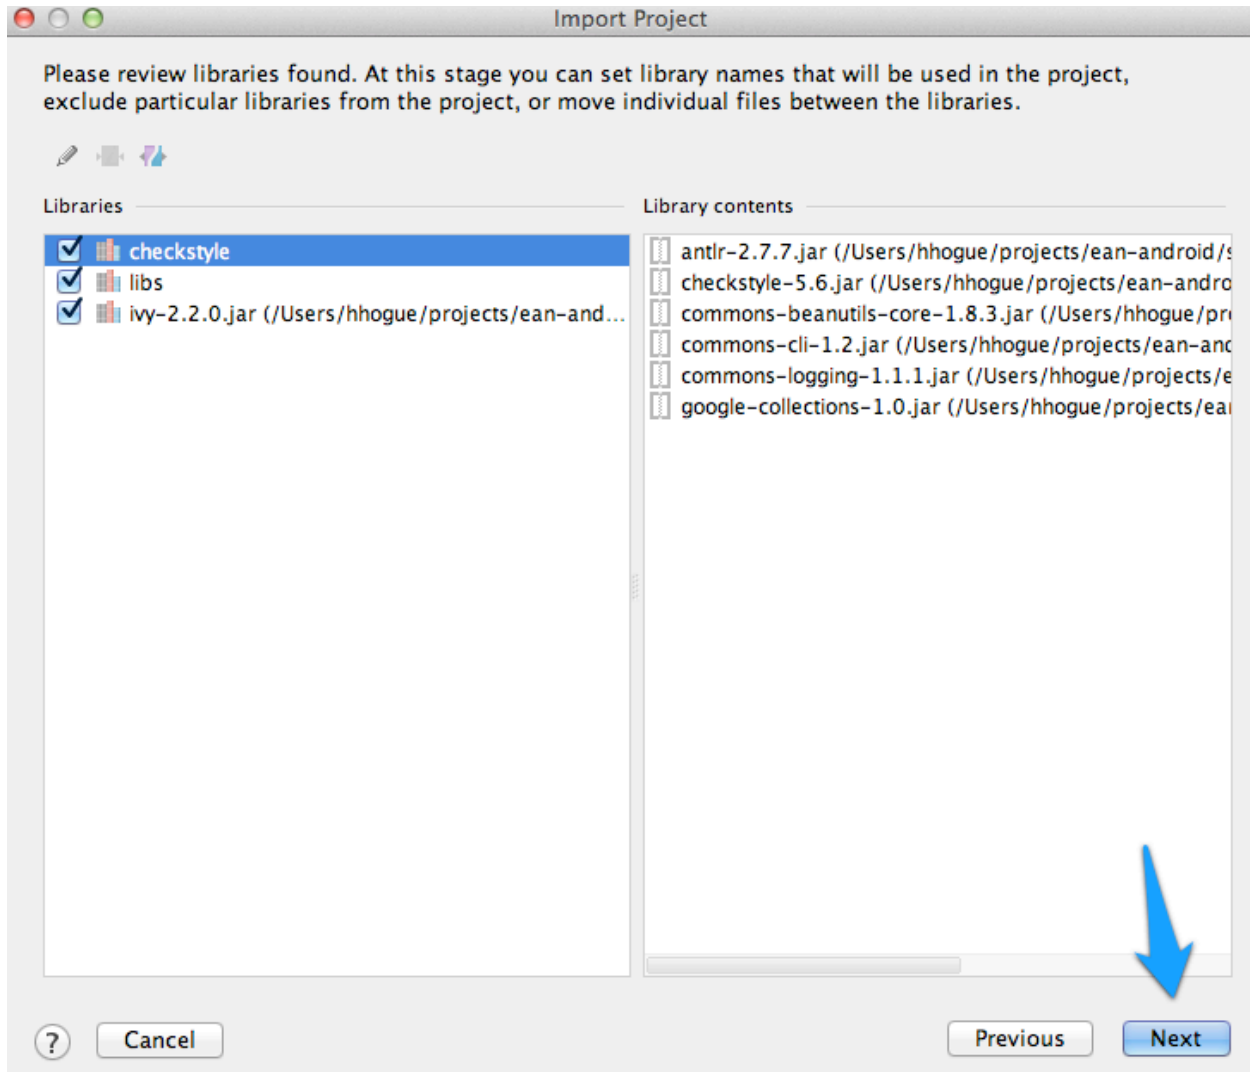 Import Project
Please review libraries found. At this stage you can set library names that will be used in the project,
exclude particular libraries from the project, or move individual files between the libraries.
Libraries
checkstyle
libs
ivy-2.2.0.jar (/Users/hhogue/projects/ean-and...
Library contents
antlr-2.7.7.jar (/Users/hhogue/projects/ean-android/s
checkstyle-5.6.jar (/Users/hhogue/projects/ean-andro
commons-beanutils-core-1.8.3.jar (/Users/hhogue/pro
commons-cli-1.2.jar (/Users/hhogue/projects/ean-and
commons-logging-1.1.1.jar (/Users/hhogue/projects/e
google-collections-1.0.jar (/Users/hhogue/projects/ean
?
Cancel
Previous
Next